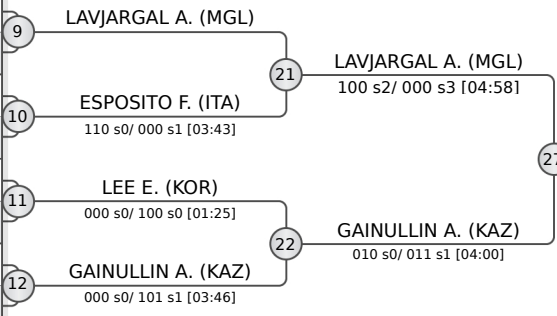 LAVJARGAL A. (MGL)
9
21
LAVJARGAL A. (MGL)
100 s2/ 000 s3 [04:58]
ESPOSITO F. (ITA)
10
110 s0/ 000 s1 [03:43]
27
LEE E. (KOR)
11
000 s0/ 100 s0 [01:25]
22
GAINULLIN A. (KAZ)
010 s0/ 011 s1 [04:00]
GAINULLIN A. (KAZ)
12
000 s0/ 101 s1 [03:46]